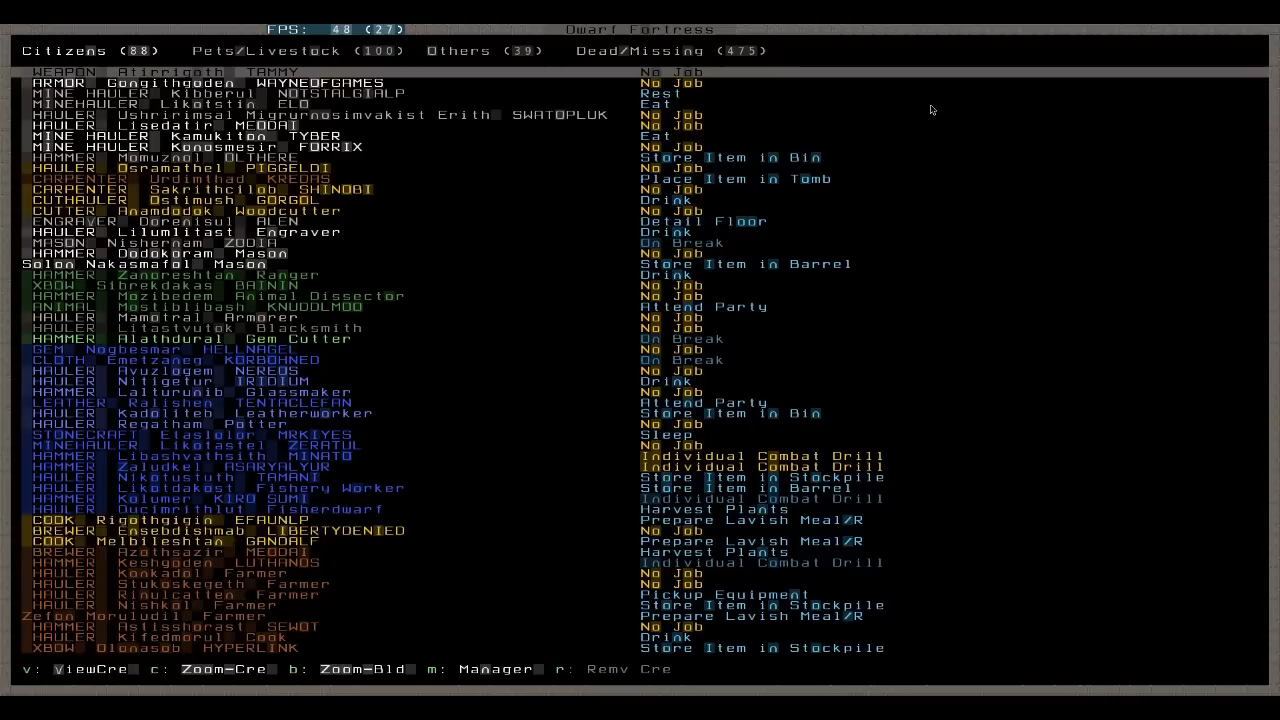 FPS: 48 (27) Dwarf Fortress
Citizens (88) Pets/Livestock (100) Others (39) Dead/Missing (475)
WEAPON Atirrigoth TAMMY No Job
ARMOR Gongithgoden WAYNEOFGAMES No Job
MINE HAULER Kibberul NOTSTALGIALP Rest
MINEHAULER Likotstin ELO Eat
HAULER Ushririmsal Migrurnosimvakist Erith SWATOPLUK No Job
HAULER Lisedatir MEODAI No Job
MINE HAULER Kamukiton TYBER Eat
MINE HAULER Konosmesir FORRIX No Job
HAMMER Momuznol OLTHERE Store Item in Bin
HAULER Osramathel PIGGELDI No Job
CARPENTER Urdimthad KREOAS Place Item in Tomb
CARPENTER Sakrithcilob SHINOBI No Job
CUTHAULER Ostimush GORGOL Drink
CUTTER Anamdodok Woodcutter No Job
ENGRAVER Dorenisul ALEN Detail Floor
HAULER Lilumlitast Engraver Drink
MASON Nishernam ZODIA On Break
HAMMER Dodokoram Mason No Job
Solon Nakasmafol Mason Store Item in Barrel
HAMMER Zanoreshtan Ranger Drink
XBOW Sibrekdakas BAININ No Job
HAMMER Mozibedem Animal Dissector No Job
ANIMAL Mostiblibash KNUDDLMOO Attend Party
HAULER Mamotral Armorer No Job
HAULER Litastvutok Blacksmith No Job
HAMMER Alathdural Gem Cutter On Break
GEM Nogbesmar HELLNAGEL No Job
CLOTH Emetzaneg KORBOHNED On Break
HAULER Avuzlogem NEREOS No Job
HAULER Nitigetur IRIDIUM Drink
HAMMER Lalturunib Glassmaker No Job
LEATHER Ralishen TENTACLEFAN Attend Party
HAULER Kadoliteb Leatherworker Store Item in Bin
HAULER Regatham Potter No Job
STONECRAFT Etaslolor MRKIYES Sleep
MINEHAULER Likotastel ZERATUL No Job
HAMMER Libashvathsith MINATO Individual Combat Drill
HAMMER Zaludkel ASARYALYUR Individual Combat Drill
HAULER Nikotustuth TAMANI Store Item in Stockpile
HAULER Likotdakost Fishery Worker Store Item in Barrel
HAMMER Kolumer KIRO SUMI Individual Combat Drill
HAULER Ducimrithlut Fisherdwarf Harvest Plants
COOK Rigothgigin EFAUNLP Prepare Lavish Meal/R
BREWER Ensebdishmab LIBERTYDENIED No Job
COOK Melbileshtan GANDALF Prepare Lavish Meal/R
BREWER Azothsazir MEODAI Harvest Plants
HAMMER Keshgoden LUTHANOS Individual Combat Drill
HAULER Konkadol Farmer No Job
HAULER Stukoskegeth Farmer No Job
HAULER Rinulcatten Farmer Pickup Equipment
HAULER Nishkol Farmer Store Item in Stockpile
Zefon Moruludil Farmer Prepare Lavish Meal/R
HAMMER Astisshorast SEWOT No Job
HAULER Kifedmorul Cook Drink
XBOW Olonasob HYPERLINK Store Item in Stockpile
v: ViewCre c: Zoom-Cre b: Zoom-Bld m: Manager r: Remv Cre